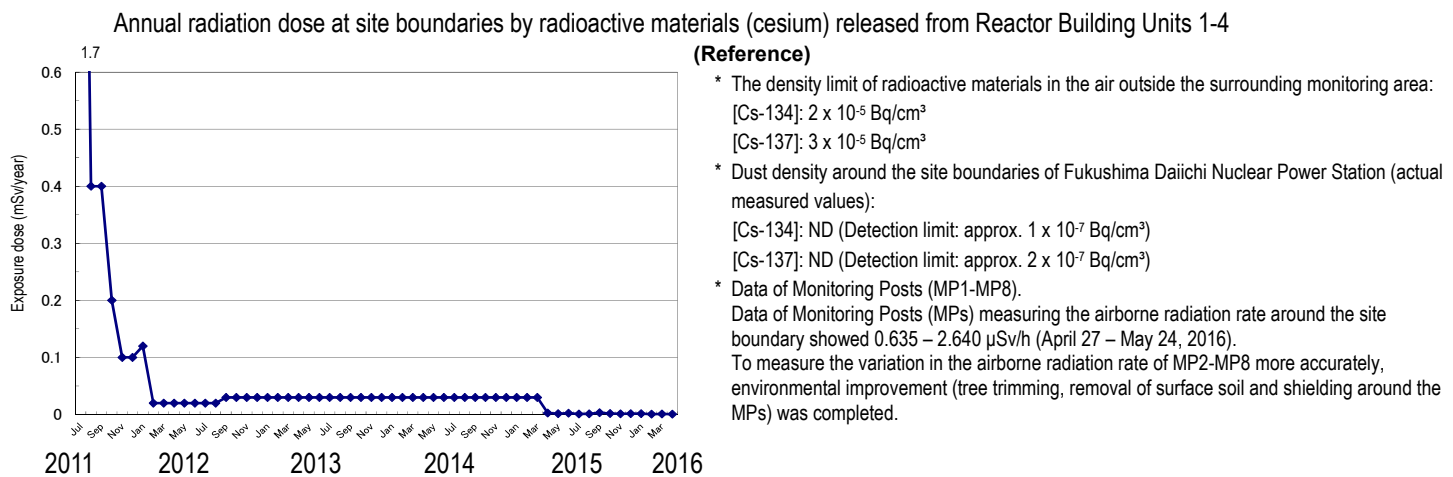 Annual radiation dose at site boundaries by radioactive materials (cesium) released from Reactor Building Units 1-4
1.7
0.6
0.5
0.4
0.3
0.2
0.1
0
Exposure dose (mSv/year)
Jul Sep Nov Jan Mar May Jul Sep Nov Jan Mar May Jul Sep Nov Jan Mar May Jul Sep Nov Jan Mar May Jul Sep Nov Jan Mar
2011 2012 2013 2014 2015 2016
(Reference)
* The density limit of radioactive materials in the air outside the surrounding monitoring area:
[Cs-134]: 2 x 10⁻⁵ Bq/cm³
[Cs-137]: 3 x 10⁻⁵ Bq/cm³
* Dust density around the site boundaries of Fukushima Daiichi Nuclear Power Station (actual
measured values):
[Cs-134]: ND (Detection limit: approx. 1 x 10⁻⁷ Bq/cm³)
[Cs-137]: ND (Detection limit: approx. 2 x 10⁻⁷ Bq/cm³)
* Data of Monitoring Posts (MP1-MP8).
Data of Monitoring Posts (MPs) measuring the airborne radiation rate around the site
boundary showed 0.635 – 2.640 μSv/h (April 27 – May 24, 2016).
To measure the variation in the airborne radiation rate of MP2-MP8 more accurately,
environmental improvement (tree trimming, removal of surface soil and shielding around the
MPs) was completed.